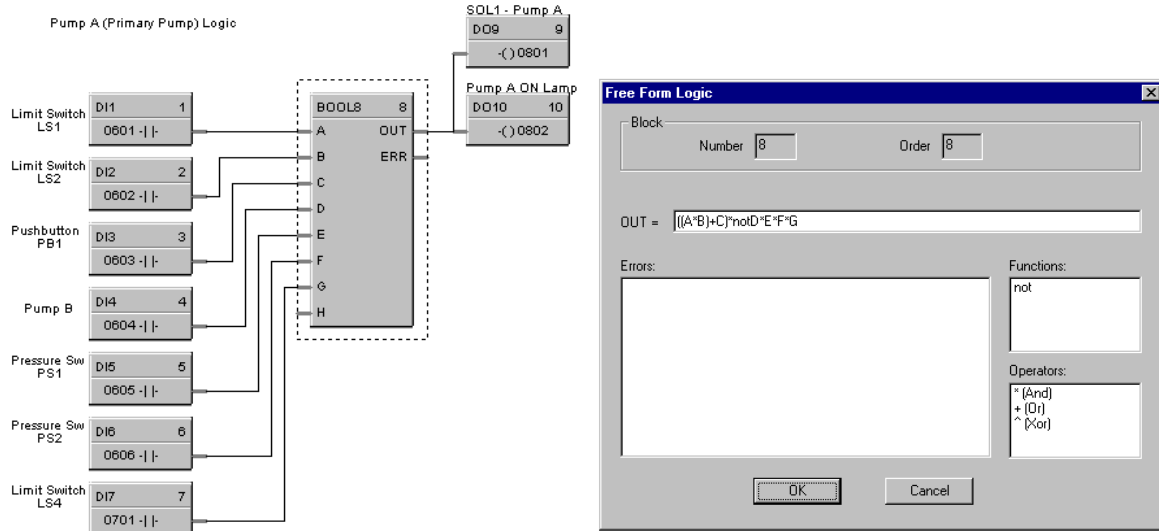 Pump A (Primary Pump) Logic
SOL1 - Pump A
DO9 9
-( ) 0801
Pump A ON Lamp
DO10 10
-( ) 0802
Limit Switch
LS1
DI1 1
0601 -| |-
Limit Switch
LS2
DI2 2
0602 -| |-
Pushbutton
PB1
DI3 3
0603 -| |-
Pump B
DI4 4
0604 -| |-
Pressure Sw
PS1
DI5 5
0605 -| |-
Pressure Sw
PS2
DI6 6
0606 -| |-
Limit Switch
LS4
DI7 7
0701 -| |-
BOOL8 8
A OUT
B ERR
C
D
E
F
G
H
Free Form Logic
Block
Number 8 Order 8
OUT = ((A*B)+C)*notD*E*F*G
Errors:
Functions:
not
Operators:
* (And)
+ (Or)
^ (Xor)
OK Cancel